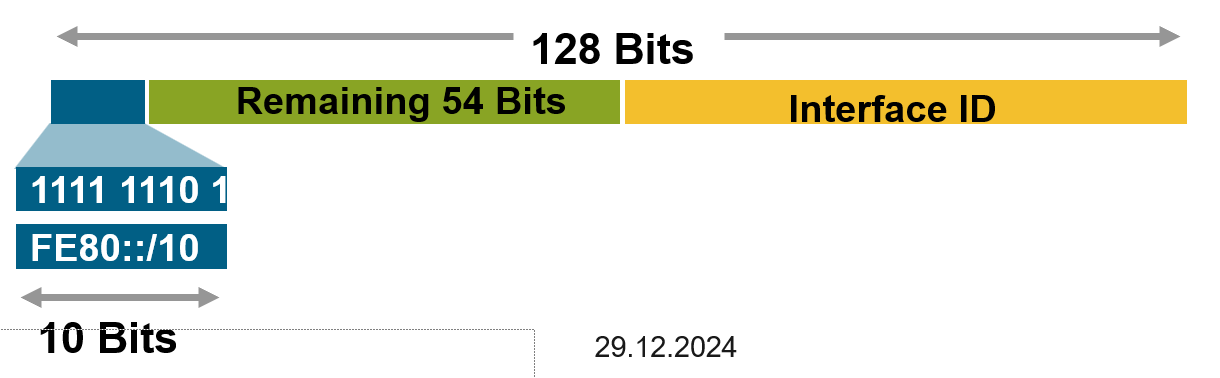 128 Bits
Remaining 54 Bits
Interface ID
1111 1110 1
FE80::/10
10 Bits
29.12.2024